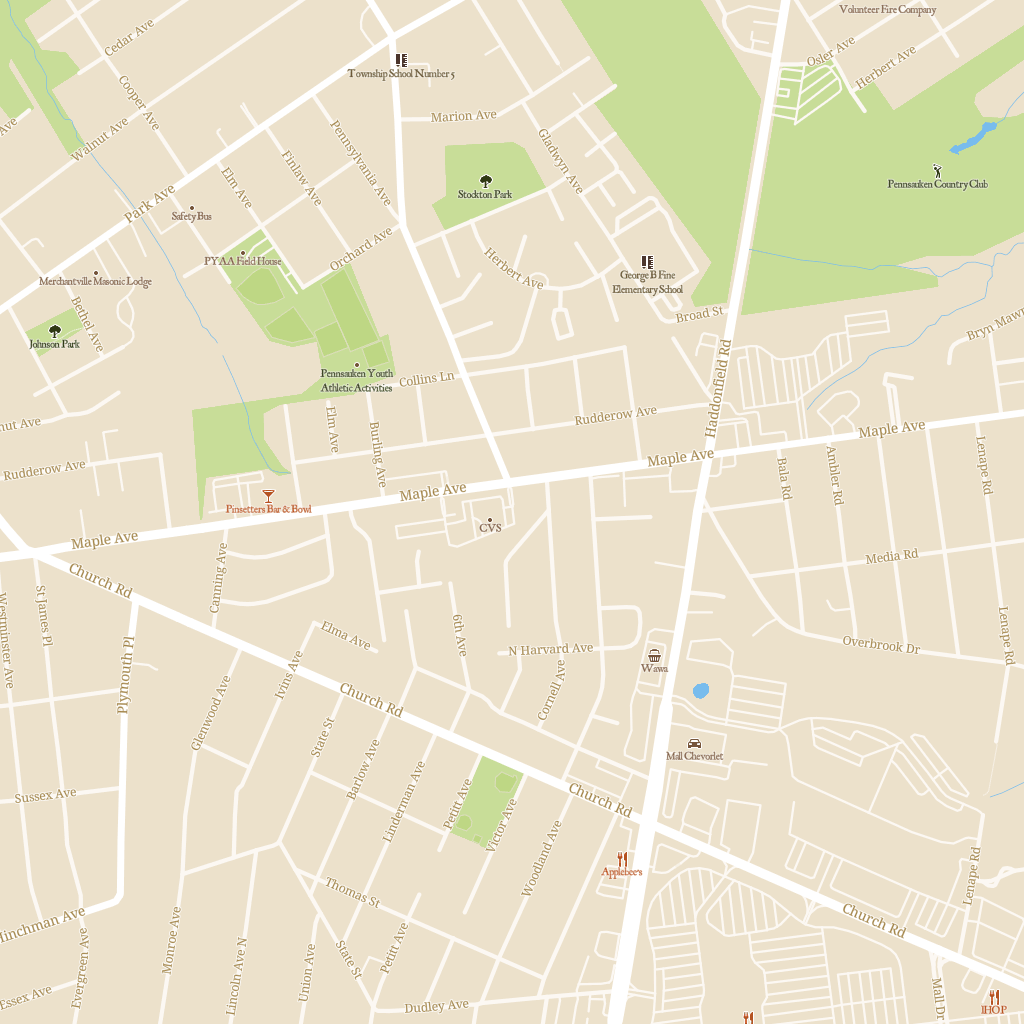 Volunteer Fire Company
Cedar Ave
Osler Ave
Herbert Ave
Township School Number 5
Cooper Ave
Marion Ave
Ave
Walnut Ave
Pennsylvania Ave
Gladwyn Ave
Finlaw Ave
Elm Ave
Stockton Park
Pennsauken Country Club
Park Ave
Safety Bus
Orchard Ave
PYAA Field House
Herbert Ave
George B Fine
Elementary School
Merchantville Masonic Lodge
Bethel Ave
Broad St
Bryn Mawr
Johnson Park
Pennsauken Youth
Athletic Activities
Collins Ln
Haddonfield Rd
Elm Ave
Rudderow Ave
nut Ave
Maple Ave
Burling Ave
Maple Ave
Rudderow Ave
Lenape Rd
Bala Rd
Ambler Rd
Maple Ave
Pinsetters Bar & Bowl
CVS
Maple Ave
Media Rd
Church Rd
Canning Ave
St James Pl
Westminster Ave
Elma Ave
6th Ave
N Harvard Ave
Overbrook Dr
Lenape Rd
Wawa
Plymouth Pl
Ivins Ave
Cornell Ave
Church Rd
Glenwood Ave
State St
Mall Chevorlet
Barlow Ave
Linderman Ave
Petitt Ave
Victor Ave
Church Rd
Sussex Ave
Woodland Ave
Applebee's
Lenape Rd
Thomas St
Church Rd
Hinchman Ave
Monroe Ave
Petitt Ave
State St
Evergreen Ave
Lincoln Ave N
Union Ave
Essex Ave
Dudley Ave
Mall Dr
IHOP